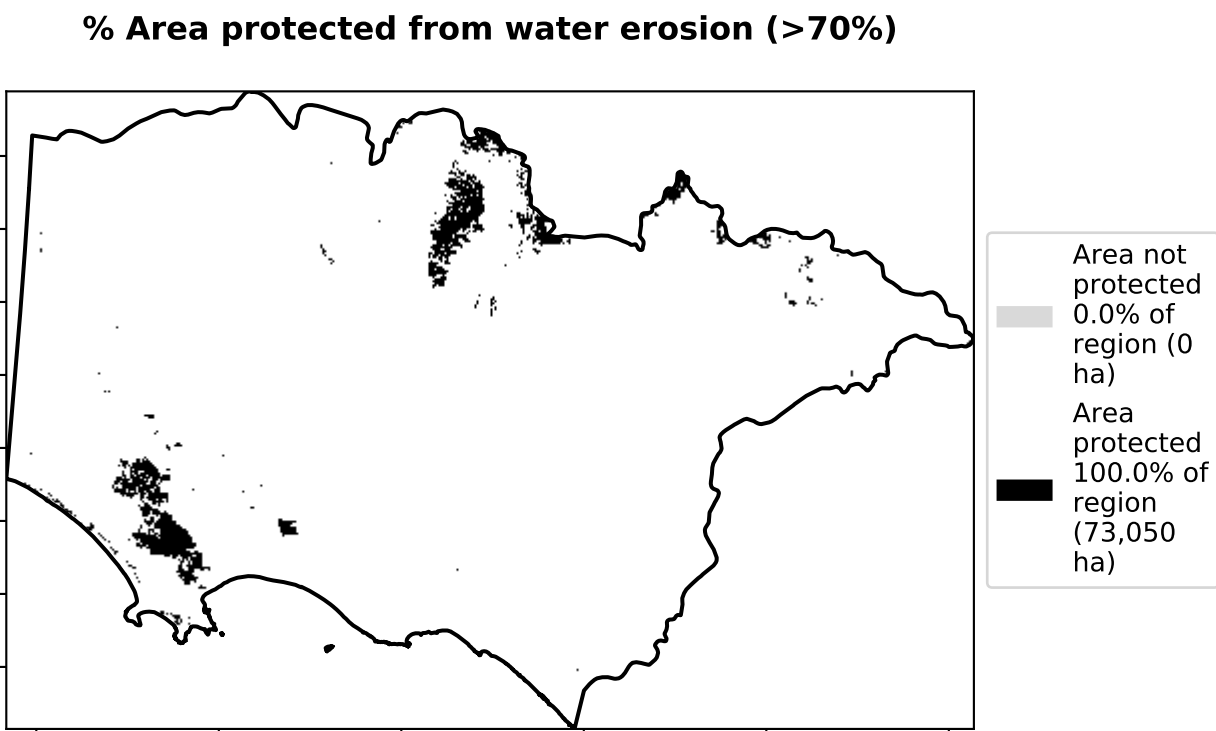 % Area protected from water erosion (>70%)
Area not
protected
0.0% of
region (0
ha)
Area
protected
100.0% of
region
(73,050
ha)